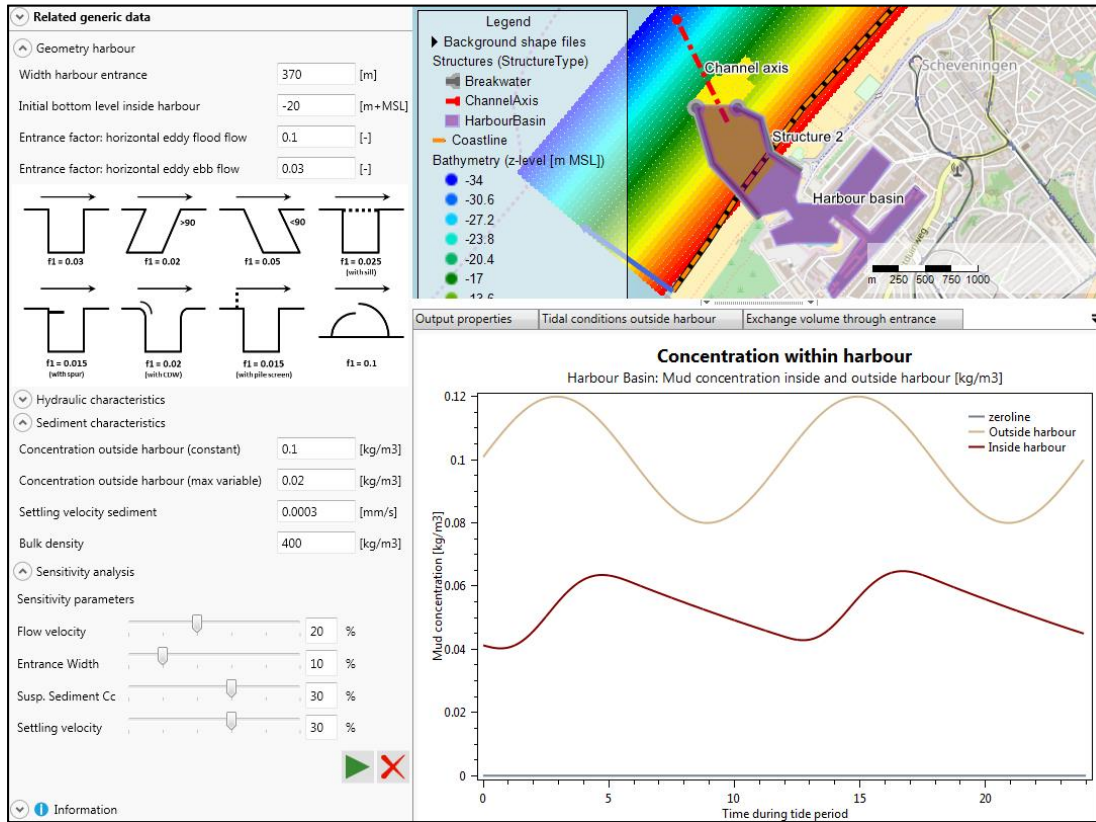 Related generic data
Geometry harbour
Width harbour entrance 370 [m]
Initial bottom level inside harbour -20 [m+MSL]
Entrance factor: horizontal eddy flood flow 0.1 [-]
Entrance factor: horizontal eddy ebb flow 0.03 [-]
>90 <90
f1 = 0.03 f1 = 0.02 f1 = 0.05 f1 = 0.025
(with sill)
f1 = 0.015 f1 = 0.02 f1 = 0.015 f1 = 0.1
(with spur) (with CDW) (with pile screen)
Hydraulic characteristics
Sediment characteristics
Concentration outside harbour (constant) 0.1 [kg/m3]
Concentration outside harbour (max variable) 0.02 [kg/m3]
Settling velocity sediment 0.0003 [mm/s]
Bulk density 400 [kg/m3]
Sensitivity analysis
Sensitivity parameters
Flow velocity 20 %
Entrance Width 10 %
Susp. Sediment Cc 30 %
Settling velocity 30 %
Information
Legend
Background shape files
Structures (StructureType)
Breakwater
ChannelAxis
HarbourBasin
Coastline
Bathymetry (z-level [m MSL])
-34
-30.6
-27.2
-23.8
-20.4
-17
-13.6
Scheveningen
Channel axis
Structure 2
Harbour basin
m 250 500 750 1000
Output properties Tidal conditions outside harbour Exchange volume through entrance
Concentration within harbour
Harbour Basin: Mud concentration inside and outside harbour [kg/m3]
zeroline
Outside harbour
Inside harbour
Mud concentration [kg/m3]
0.12
0.1
0.08
0.06
0.04
0.02
0
0 5 10 15 20
Time during tide period